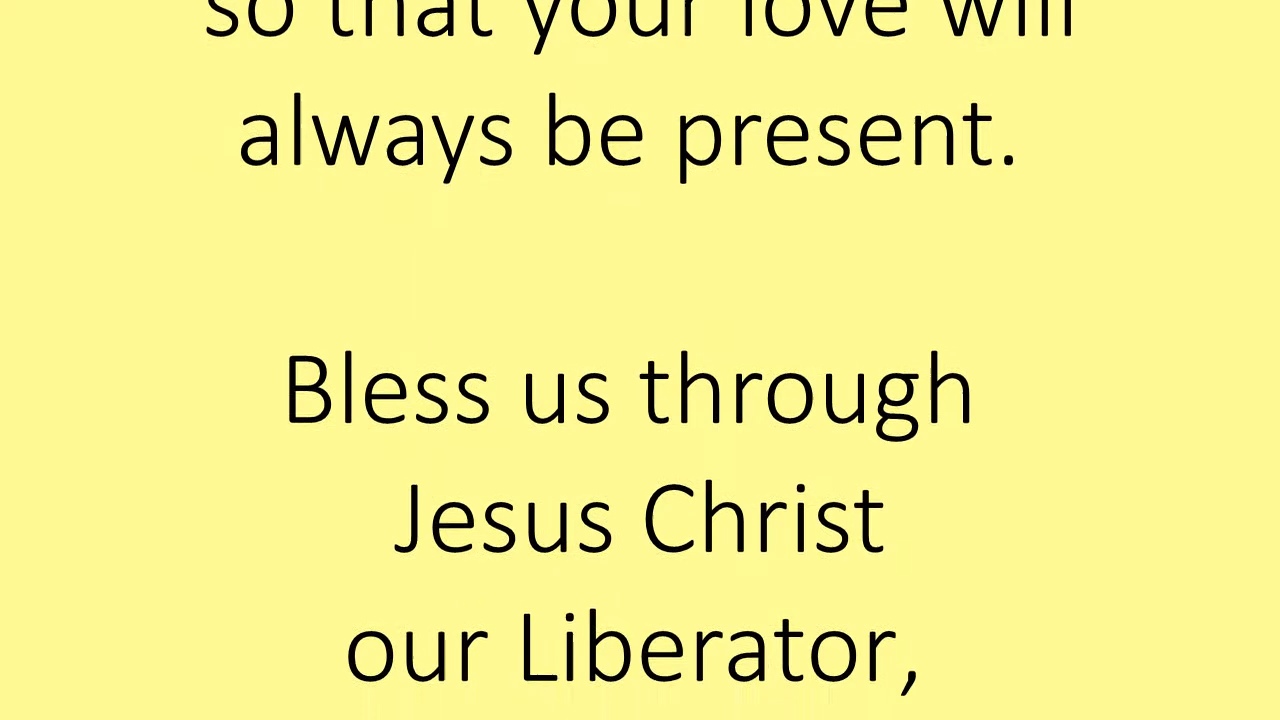 so that your love will
always be present.
Bless us through
Jesus Christ
our Liberator,